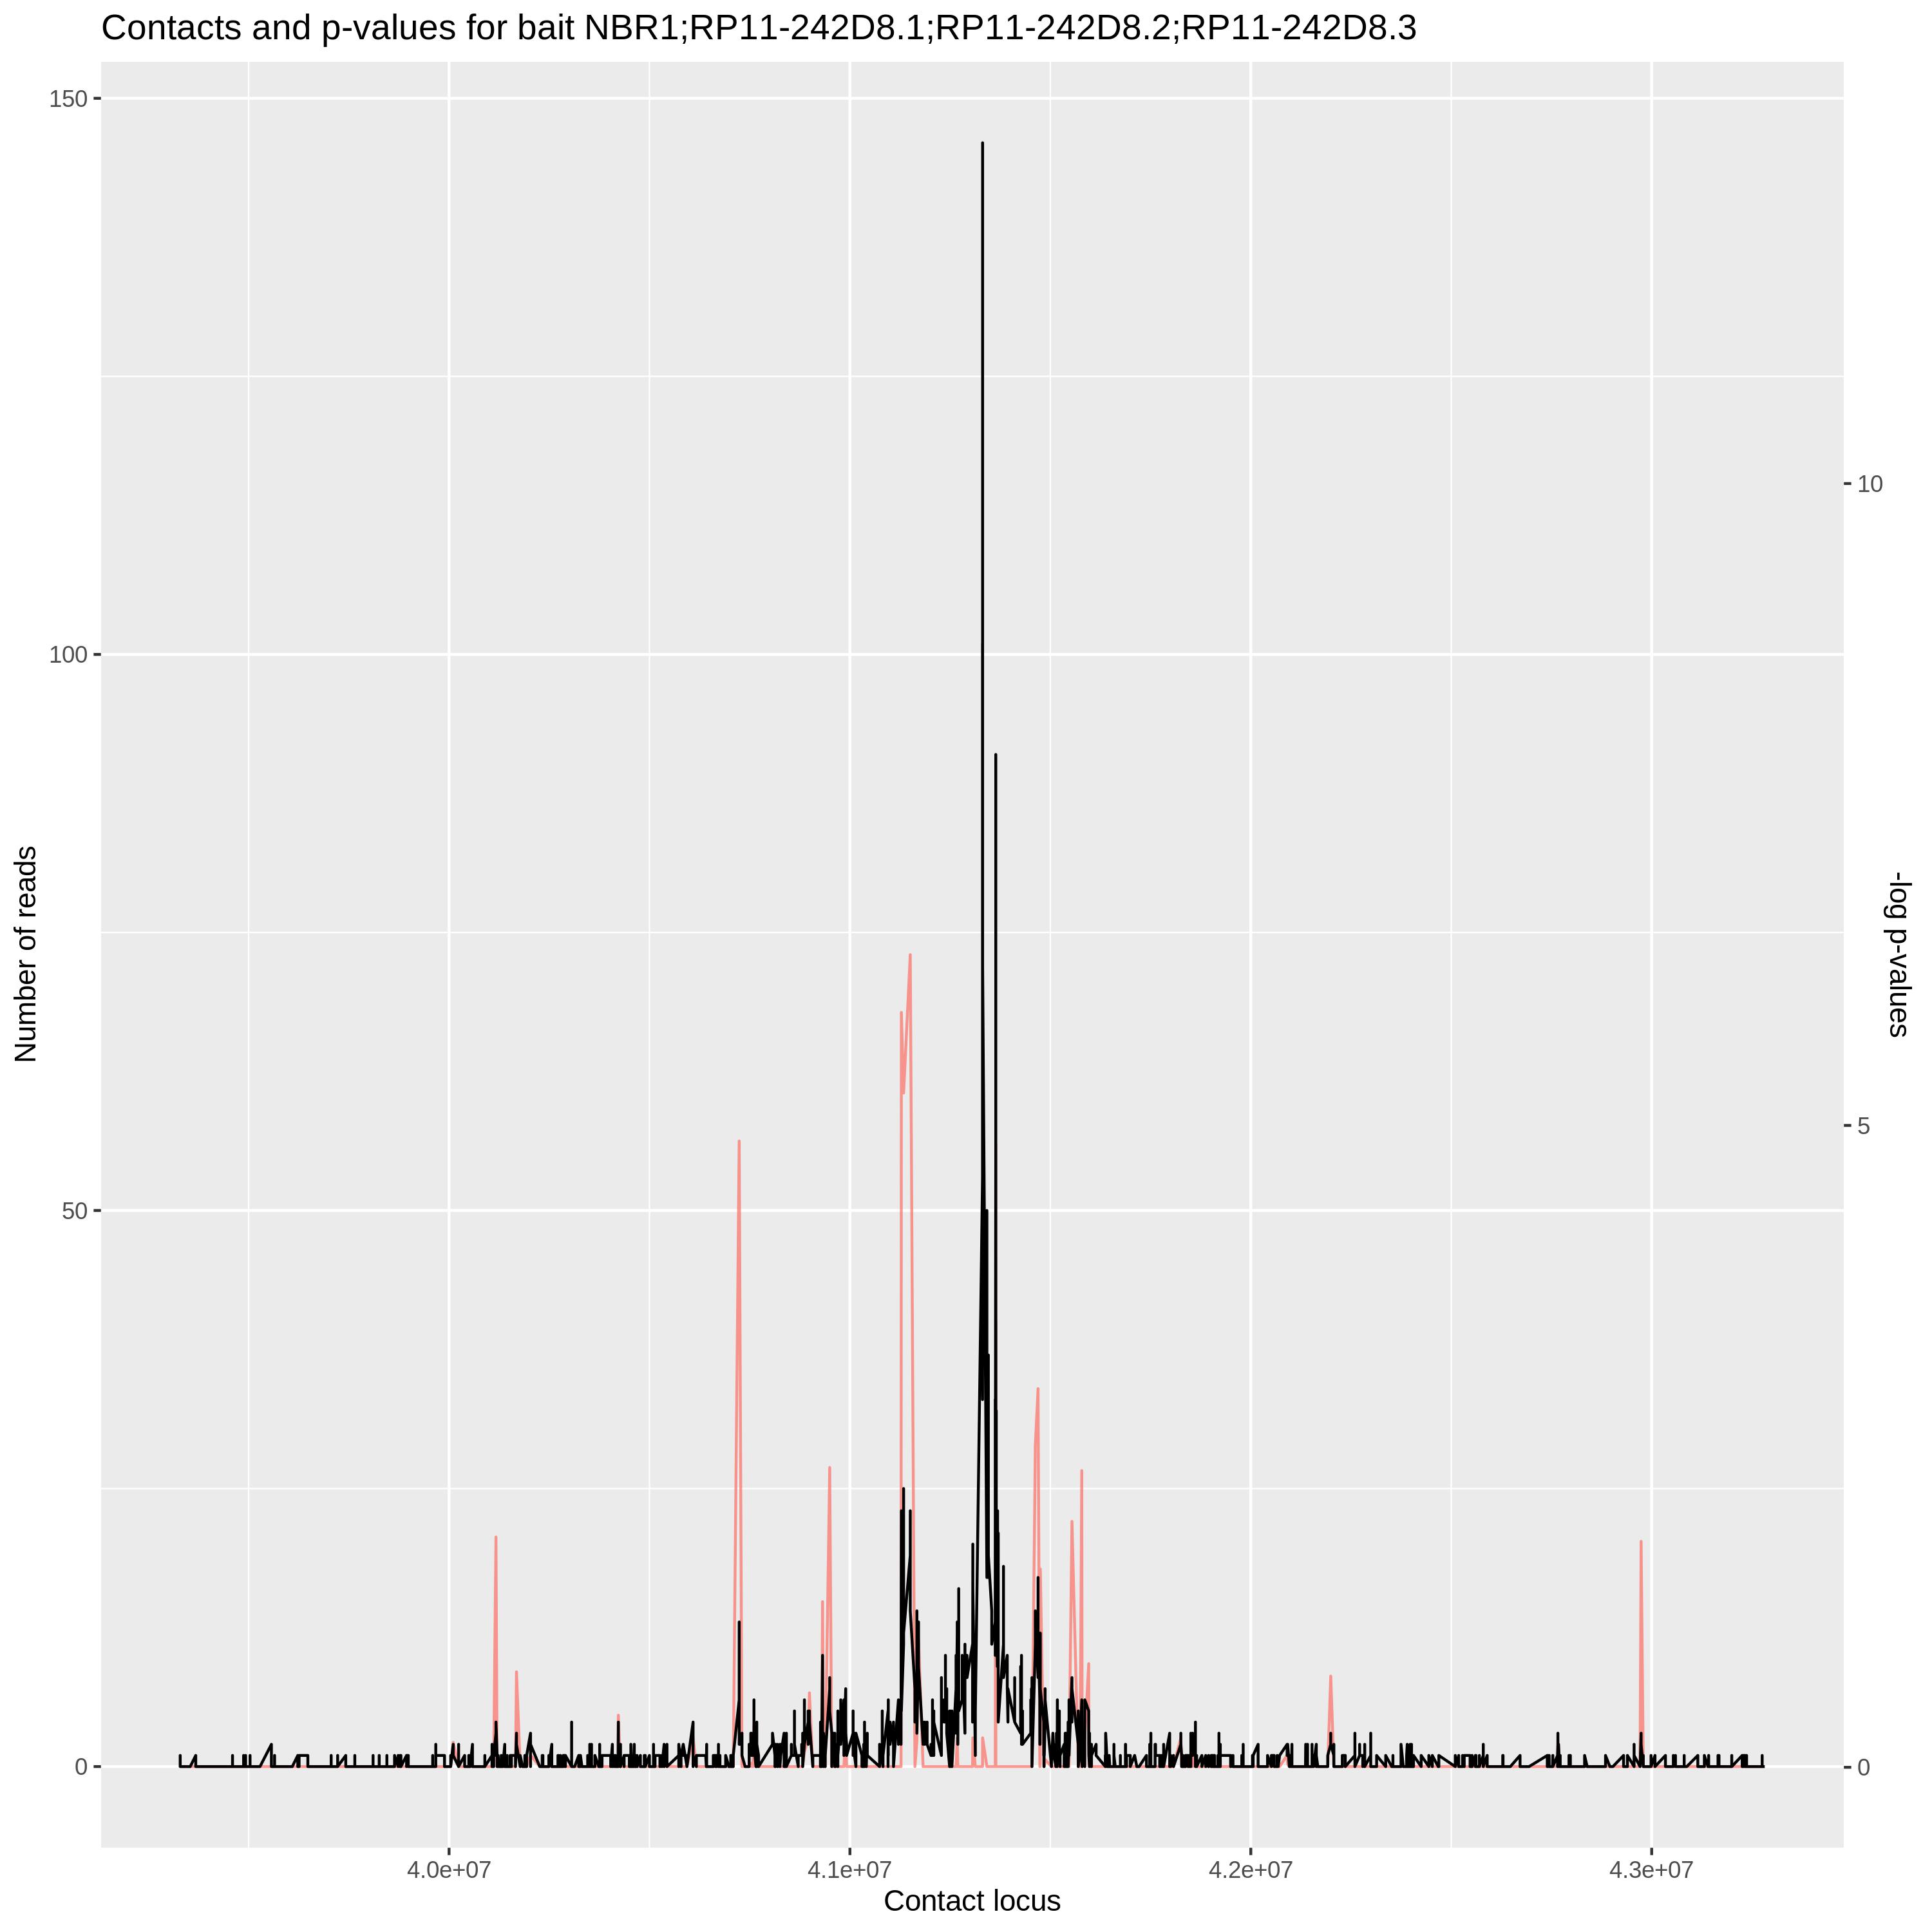 Contacts and p-values for bait NBR1;RP11-242D8.1;RP11-242D8.2;RP11-242D8.3
150
100
50
0
Number of reads
10
5
0
-log p-values
4.0e+07
4.1e+07
4.2e+07
4.3e+07
Contact locus